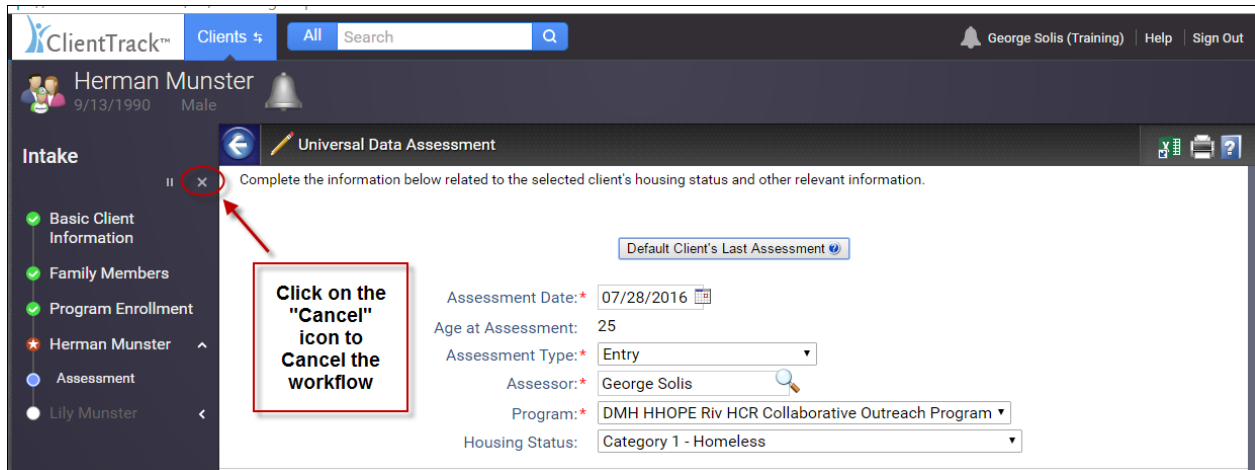 ClientTrack™ Clients All Search George Solis (Training) Help Sign Out
Herman Munster
9/13/1990 Male
Intake
Universal Data Assessment
Complete the information below related to the selected client's housing status and other relevant information.
Basic Client
Information
Family Members
Program Enrollment
Herman Munster
Assessment
Lily Munster
Click on the
"Cancel"
icon to
Cancel the
workflow
Default Client's Last Assessment
Assessment Date:* 07/28/2016
Age at Assessment: 25
Assessment Type:* Entry
Assessor:* George Solis
Program:* DMH HHOPE Riv HCR Collaborative Outreach Program
Housing Status: Category 1 - Homeless